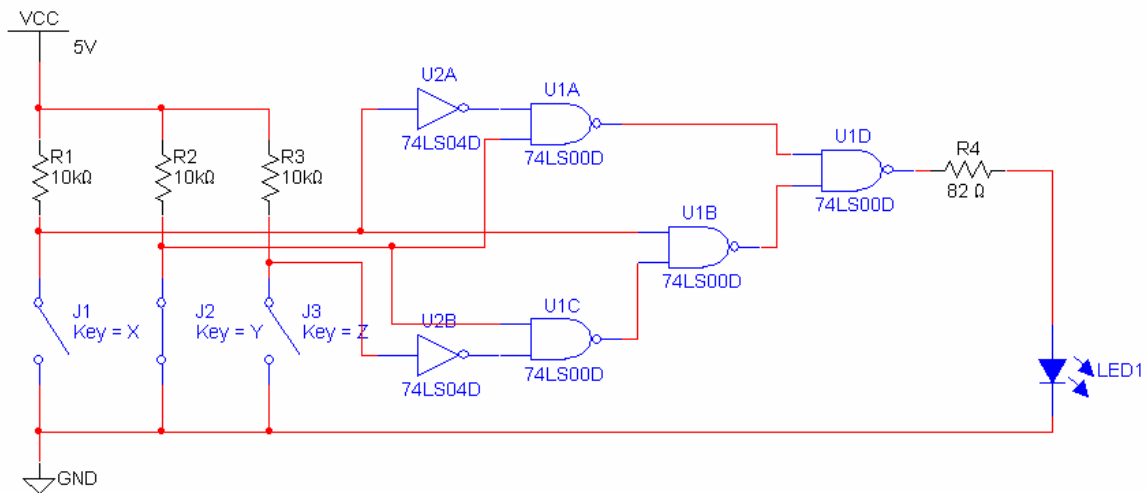 VCC
5V
R1
10kΩ
R2
10kΩ
R3
10kΩ
U2A
74LS04D
U1A
74LS00D
U1D
74LS00D
R4
82 Ω
U1B
74LS00D
J1
Key = X
J2
Key = Y
J3
Key = Z
U2B
74LS04D
U1C
74LS00D
LED1
GND